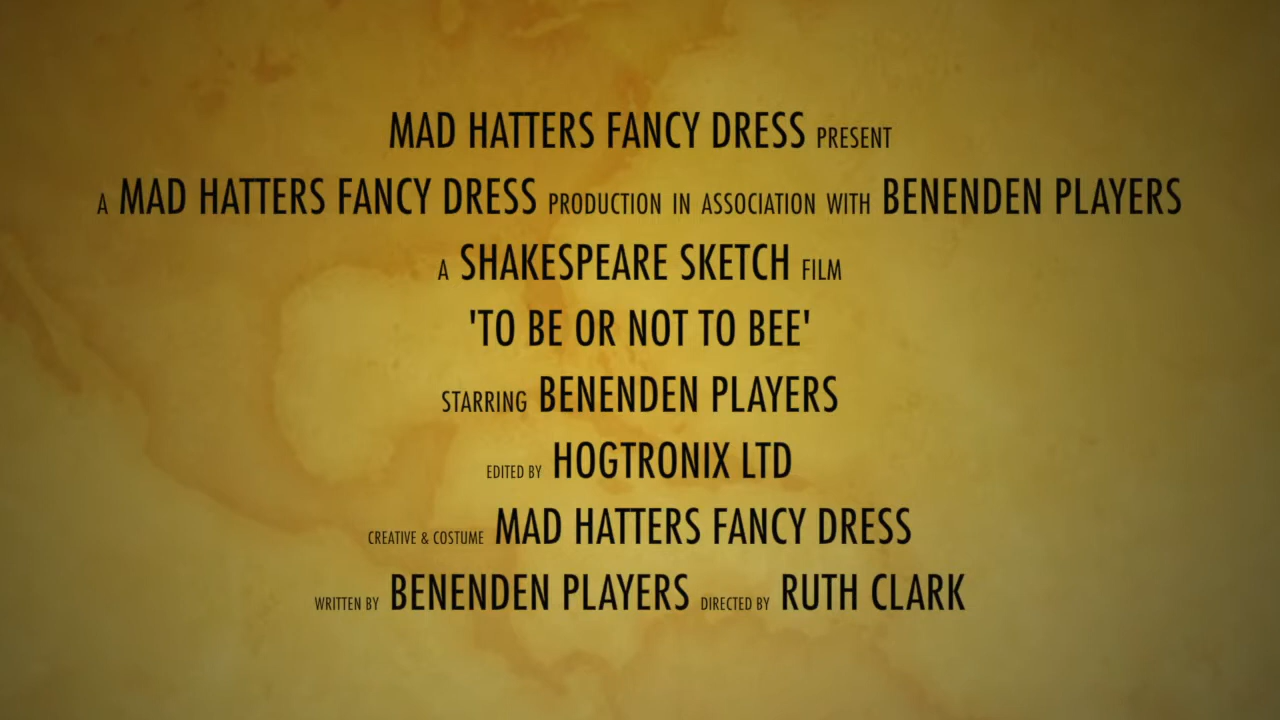 MAD HATTERS FANCY DRESS PRESENT
A MAD HATTERS FANCY DRESS PRODUCTION IN ASSOCIATION WITH BENENDEN PLAYERS
A SHAKESPEARE SKETCH FILM
'TO BE OR NOT TO BEE'
STARRING BENENDEN PLAYERS
EDITED BY HOGTRONIX LTD
CREATIVE & COSTUME MAD HATTERS FANCY DRESS
WRITTEN BY BENENDEN PLAYERS DIRECTED BY RUTH CLARK